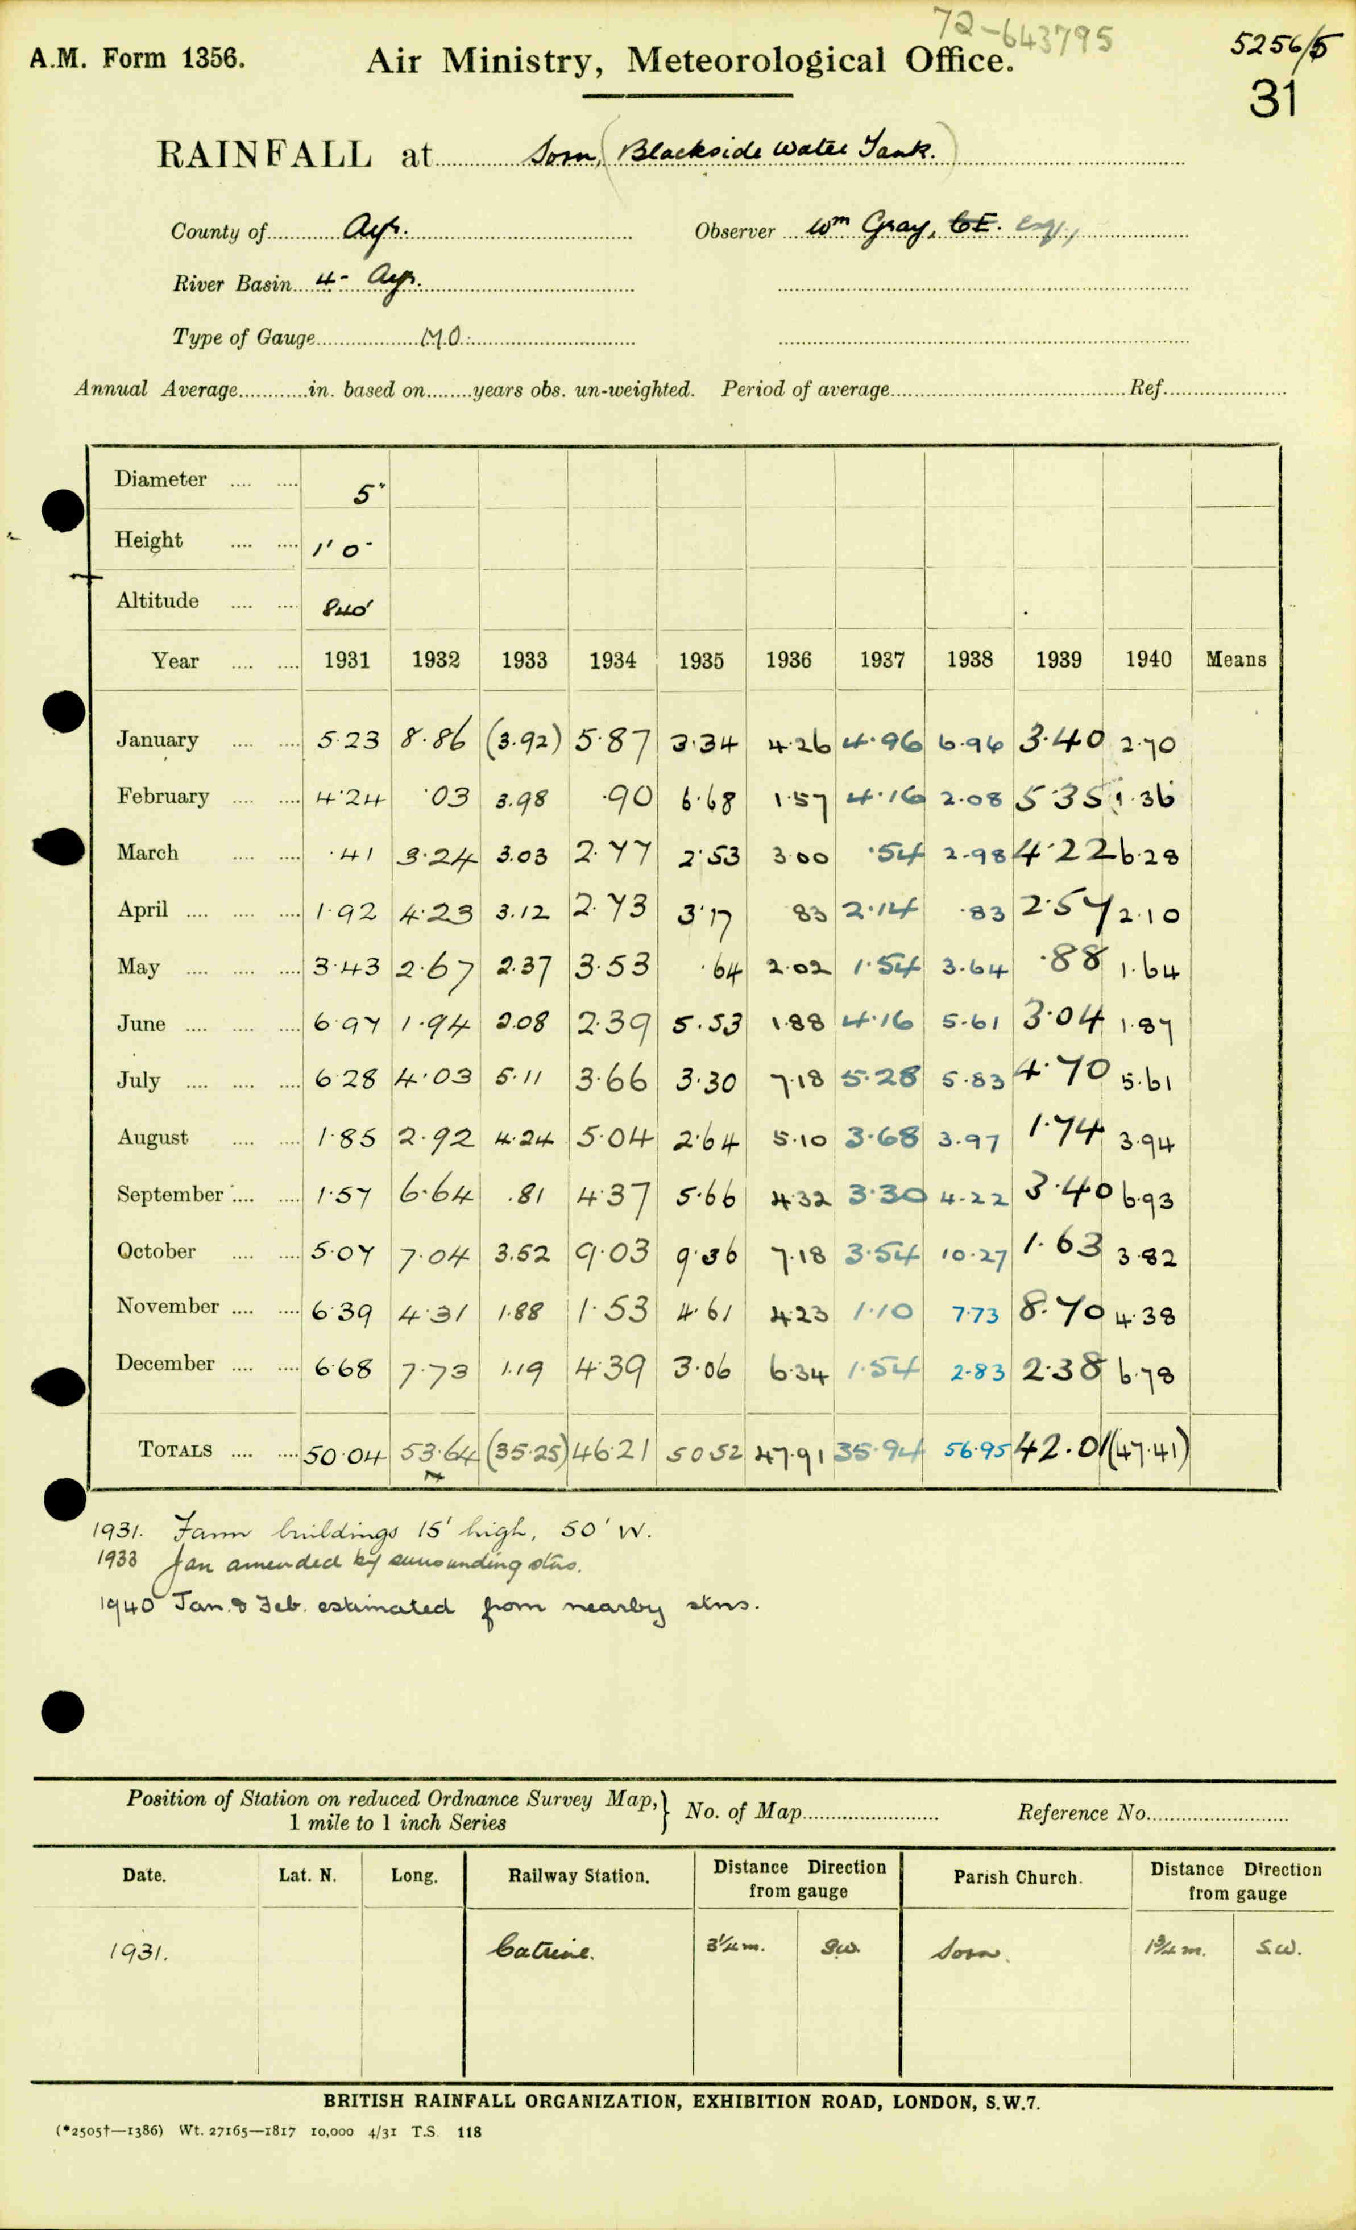 72-643795
A.M. Form 1356. Air Ministry, Meteorological Office. 5256/5
31
RAINFALL at Sorn, (Blackside Water Tank.)
County of Ayr. Observer Wm Gray, C.E. Esq.,
River Basin 4- Ayr.
Type of Gauge M.O.
Annual Average in. based on years obs. un-weighted. Period of average Ref.
Diameter 5"
Height 1' 0"
Altitude 840'
Year 1931 1932 1933 1934 1935 1936 1937 1938 1939 1940 Means
January 5.23 8.86 (3.92) 5.87 3.34 4.26 4.96 6.96 3.40 2.70
February 4.24 .03 3.98 .90 6.68 1.57 4.16 2.08 5.35 1.36
March .41 3.24 3.03 2.77 2.53 3.00 .54 2.98 4.22 6.28
April 1.92 4.23 3.12 2.73 3.17 83 2.14 .83 2.57 2.10
May 3.43 2.67 2.37 3.53 .64 2.02 1.54 3.64 .88 1.64
June 6.97 1.94 2.08 2.39 5.53 1.88 4.16 5.61 3.04 1.87
July 6.28 4.03 5.11 3.66 3.30 7.18 5.28 5.83 4.70 5.61
August 1.85 2.92 4.24 5.04 2.64 5.10 3.68 3.97 1.74 3.94
September 1.57 6.64 .81 4.37 5.66 4.32 3.30 4.22 3.40 6.93
October 5.07 7.04 3.52 9.03 9.36 7.18 3.54 10.27 1.63 3.82
November 6.39 4.31 1.88 1.53 4.61 4.23 1.10 7.73 8.70 4.38
December 6.68 7.73 1.19 4.39 3.06 6.34 1.54 2.83 2.38 6.78
TOTALS 50.04 53.64 (35.25) 46.21 50.52 47.91 35.94 56.95 42.01 (47.41)
1931. Farm buildings 15' high, 50' W.
1933 Jan amended by surrounding stns.
1940 Jan. & Feb. estimated from nearby stns.
Position of Station on reduced Ordnance Survey Map, 1 mile to 1 inch Series } No. of Map Reference No.
Date. Lat. N. Long. Railway Station. Distance Direction from gauge Parish Church. Distance Direction from gauge
1931. Catrine. 3¼m. SW. Sorn. 1¾m. S.W.
BRITISH RAINFALL ORGANIZATION, EXHIBITION ROAD, LONDON, S.W.7.
(*2505†—1386) Wt. 27165—1817 10,000 4/31 T.S. 118